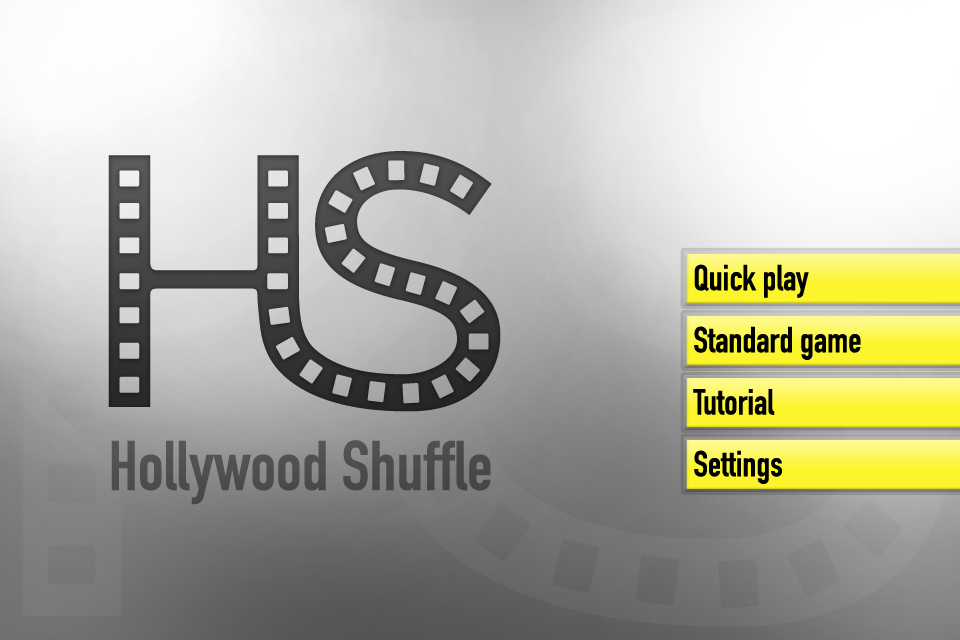 HS
Hollywood Shuffle
Quick play
Standard game
Tutorial
Settings